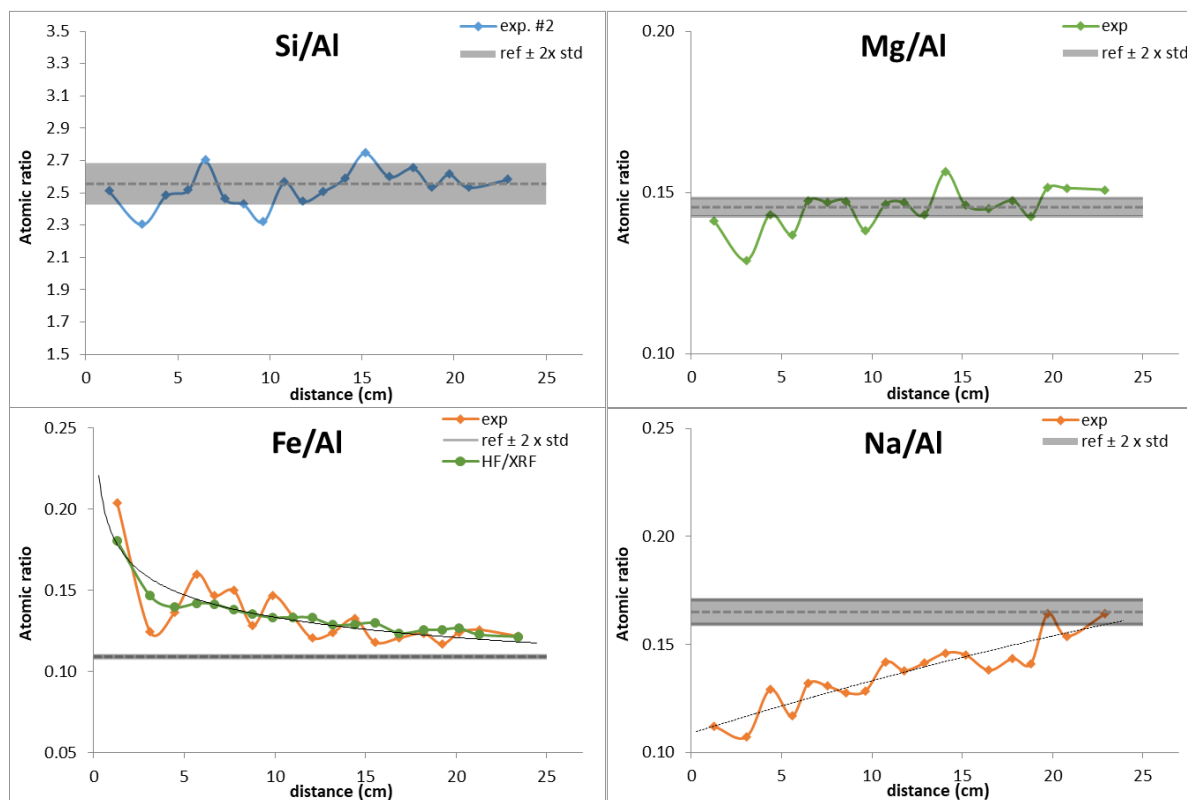 Si/Al
exp. #2
ref ± 2x std
Atomic ratio
3.5
3.3
3.1
2.9
2.7
2.5
2.3
2.1
1.9
1.7
1.5
0 5 10 15 20 25
distance (cm)
Mg/Al
exp
ref ± 2 x std
Atomic ratio
0.20
0.15
0.10
0 5 10 15 20 25
distance (cm)
Fe/Al
exp
ref ± 2 x std
HF/XRF
Atomic ratio
0.25
0.20
0.15
0.10
0.05
0 5 10 15 20 25
distance (cm)
Na/Al
exp
ref ± 2 x std
Atomic ratio
0.25
0.20
0.15
0.10
0 5 10 15 20 25
distance (cm)